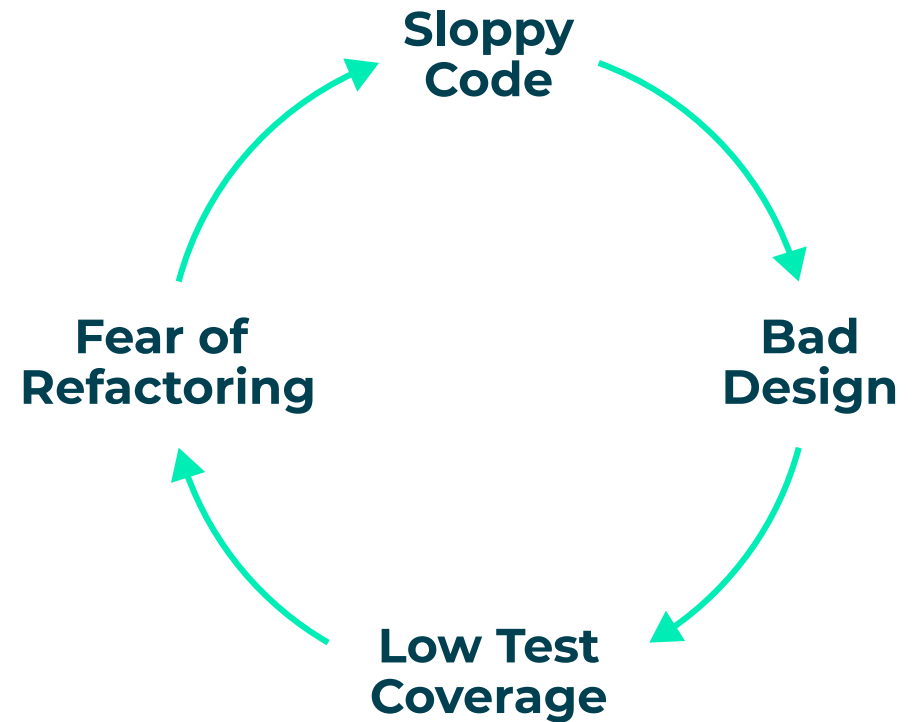 Sloppy
Code
Fear of
Refactoring
Bad
Design
Low Test
Coverage